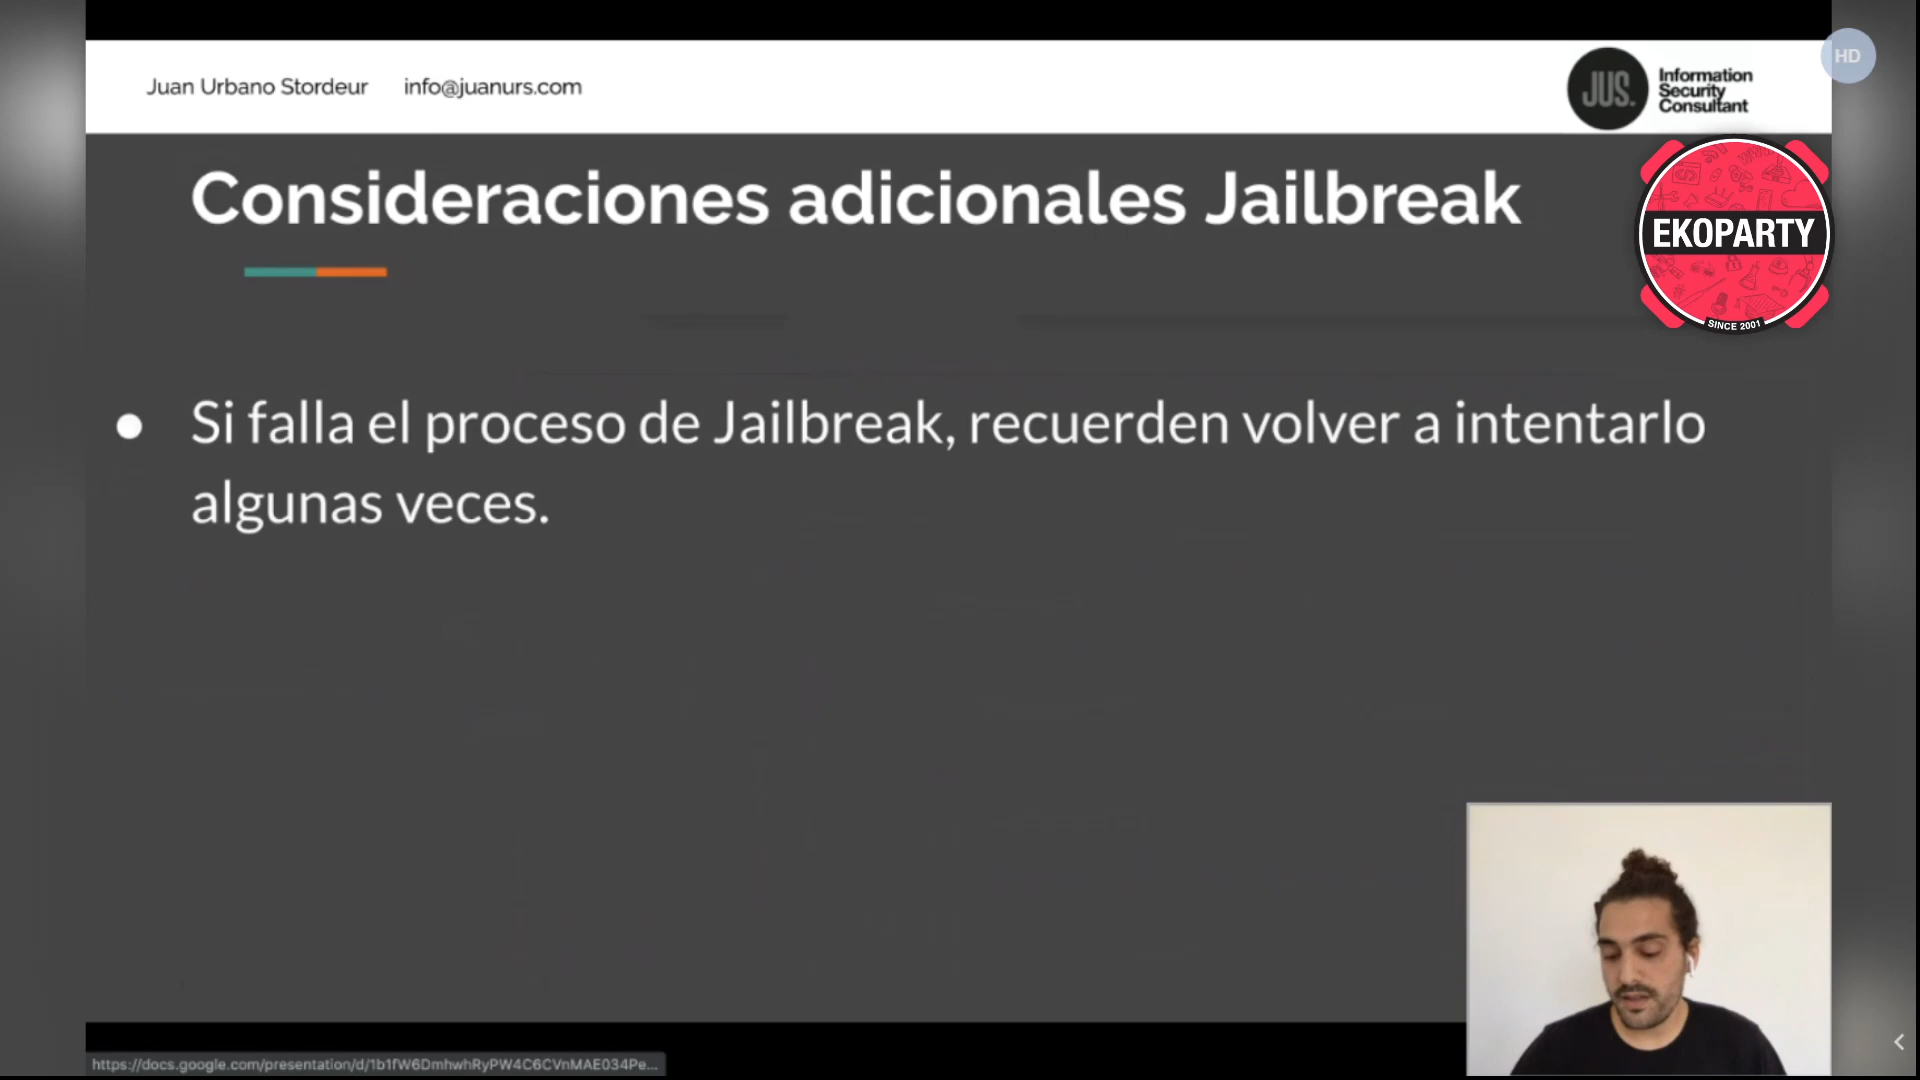 Juan Urbano Stordeur info@juanurs.com
JUS.
Information
Security
Consultant
HD
Consideraciones adicionales Jailbreak
EKOPARTY
SINCE 2001
● Si falla el proceso de Jailbreak, recuerden volver a intentarlo
algunas veces.
https://docs.google.com/presentation/d/1b1fW6DmhwhRyPW4C6CVnMAE034Pe...